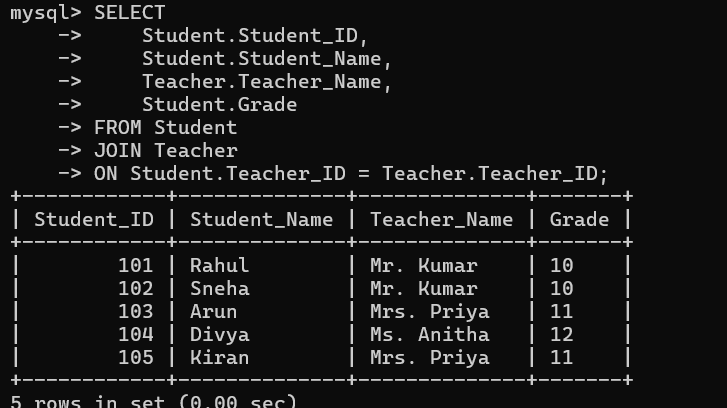 mysql> SELECT
    ->     Student.Student_ID,
    ->     Student.Student_Name,
    ->     Teacher.Teacher_Name,
    ->     Student.Grade
    -> FROM Student
    -> JOIN Teacher
    -> ON Student.Teacher_ID = Teacher.Teacher_ID;
+------------+--------------+--------------+-------+
| Student_ID | Student_Name | Teacher_Name | Grade |
+------------+--------------+--------------+-------+
|        101 | Rahul        | Mr. Kumar    | 10    |
|        102 | Sneha        | Mr. Kumar    | 10    |
|        103 | Arun         | Mrs. Priya   | 11    |
|        104 | Divya        | Ms. Anitha   | 12    |
|        105 | Kiran        | Mrs. Priya   | 11    |
+------------+--------------+--------------+-------+
5 rows in set (0.00 sec)